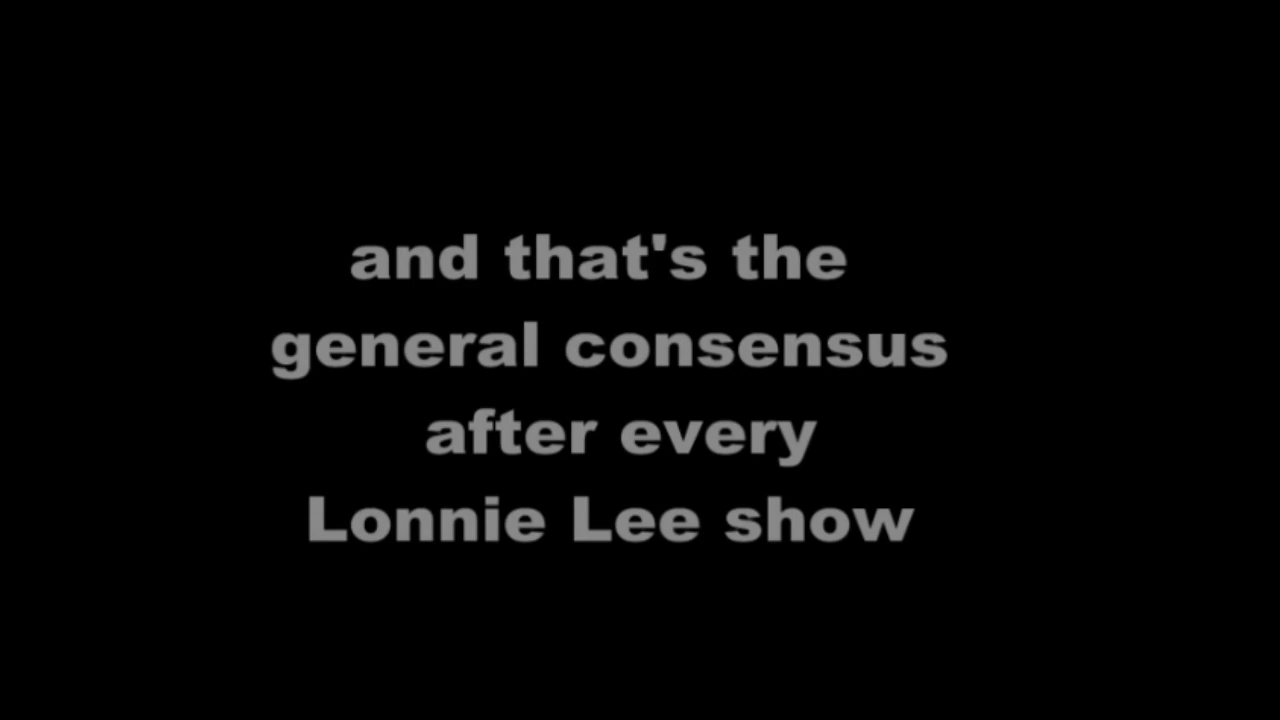 and that's the
general consensus
after every
Lonnie Lee show